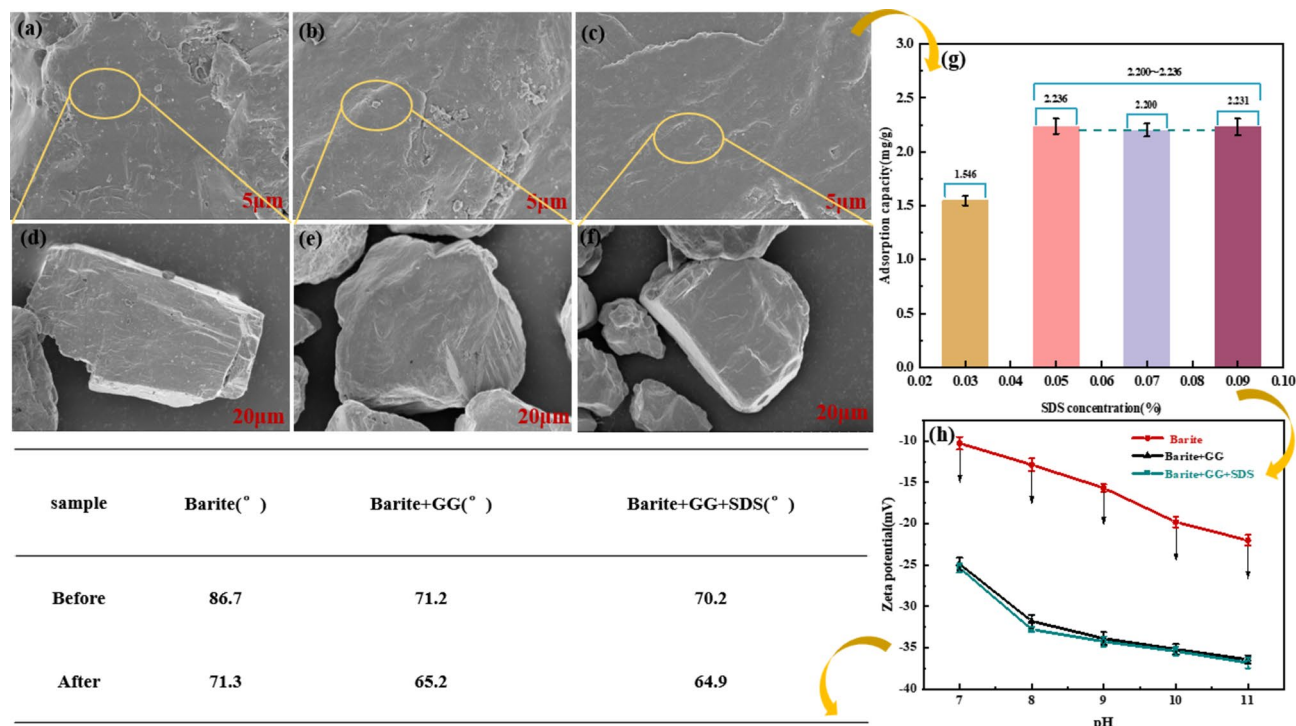 (a)
5μm
(b)
5μm
(c)
5μm
(d)
20μm
(e)
20μm
(f)
20μm
(g)
Adsorption capacity(mg/g)
3.0
2.5
2.0
1.5
1.0
0.5
0.0
2.200~2.236
1.546
2.236
2.200
2.231
0.02 0.03 0.04 0.05 0.06 0.07 0.08 0.09 0.10
SDS concentration(%)
sample Barite(° ) Barite+GG(° ) Barite+GG+SDS(° )
Before 86.7 71.2 70.2
After 71.3 65.2 64.9
(h)
Barite
Barite+GG
Barite+GG+SDS
Zeta potential(mV)
-10
-15
-20
-25
-30
-35
-40
7 8 9 10 11
pH